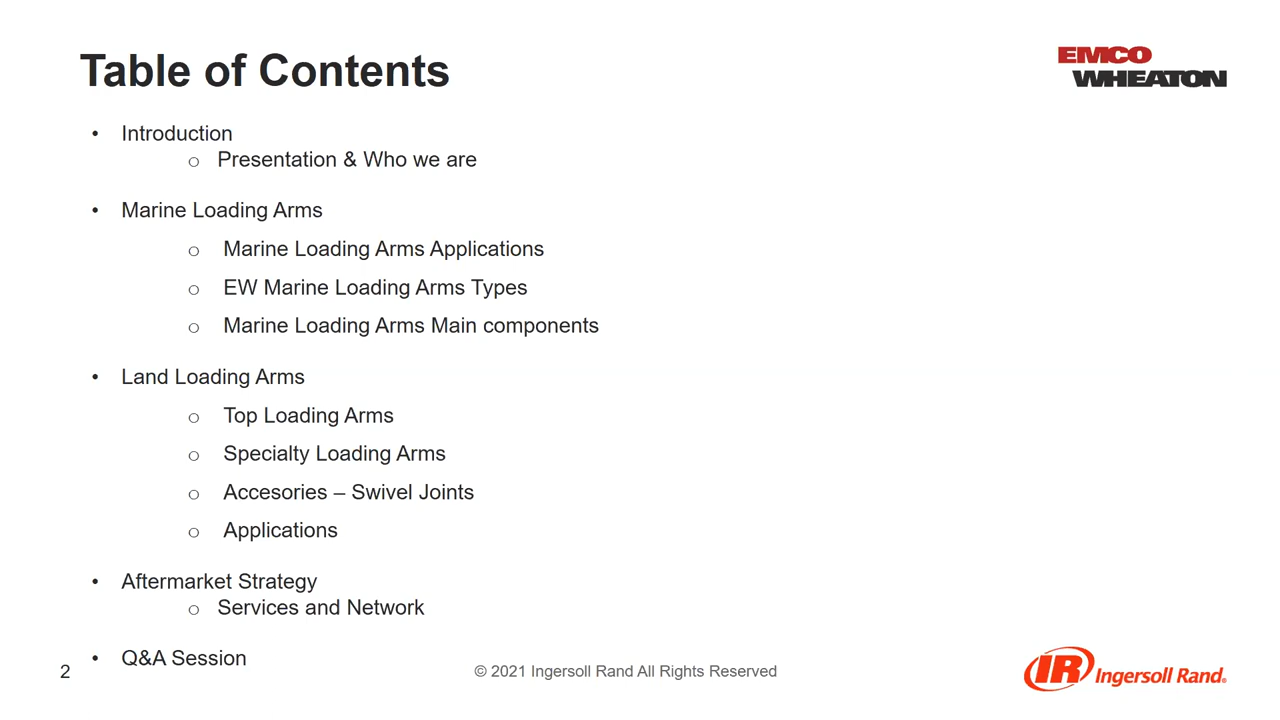 Table of Contents
EMCO
WHEATON
• Introduction
o Presentation & Who we are
• Marine Loading Arms
o Marine Loading Arms Applications
o EW Marine Loading Arms Types
o Marine Loading Arms Main components
• Land Loading Arms
o Top Loading Arms
o Specialty Loading Arms
o Accesories – Swivel Joints
o Applications
• Aftermarket Strategy
o Services and Network
• Q&A Session
2
© 2021 Ingersoll Rand All Rights Reserved
IR Ingersoll Rand®